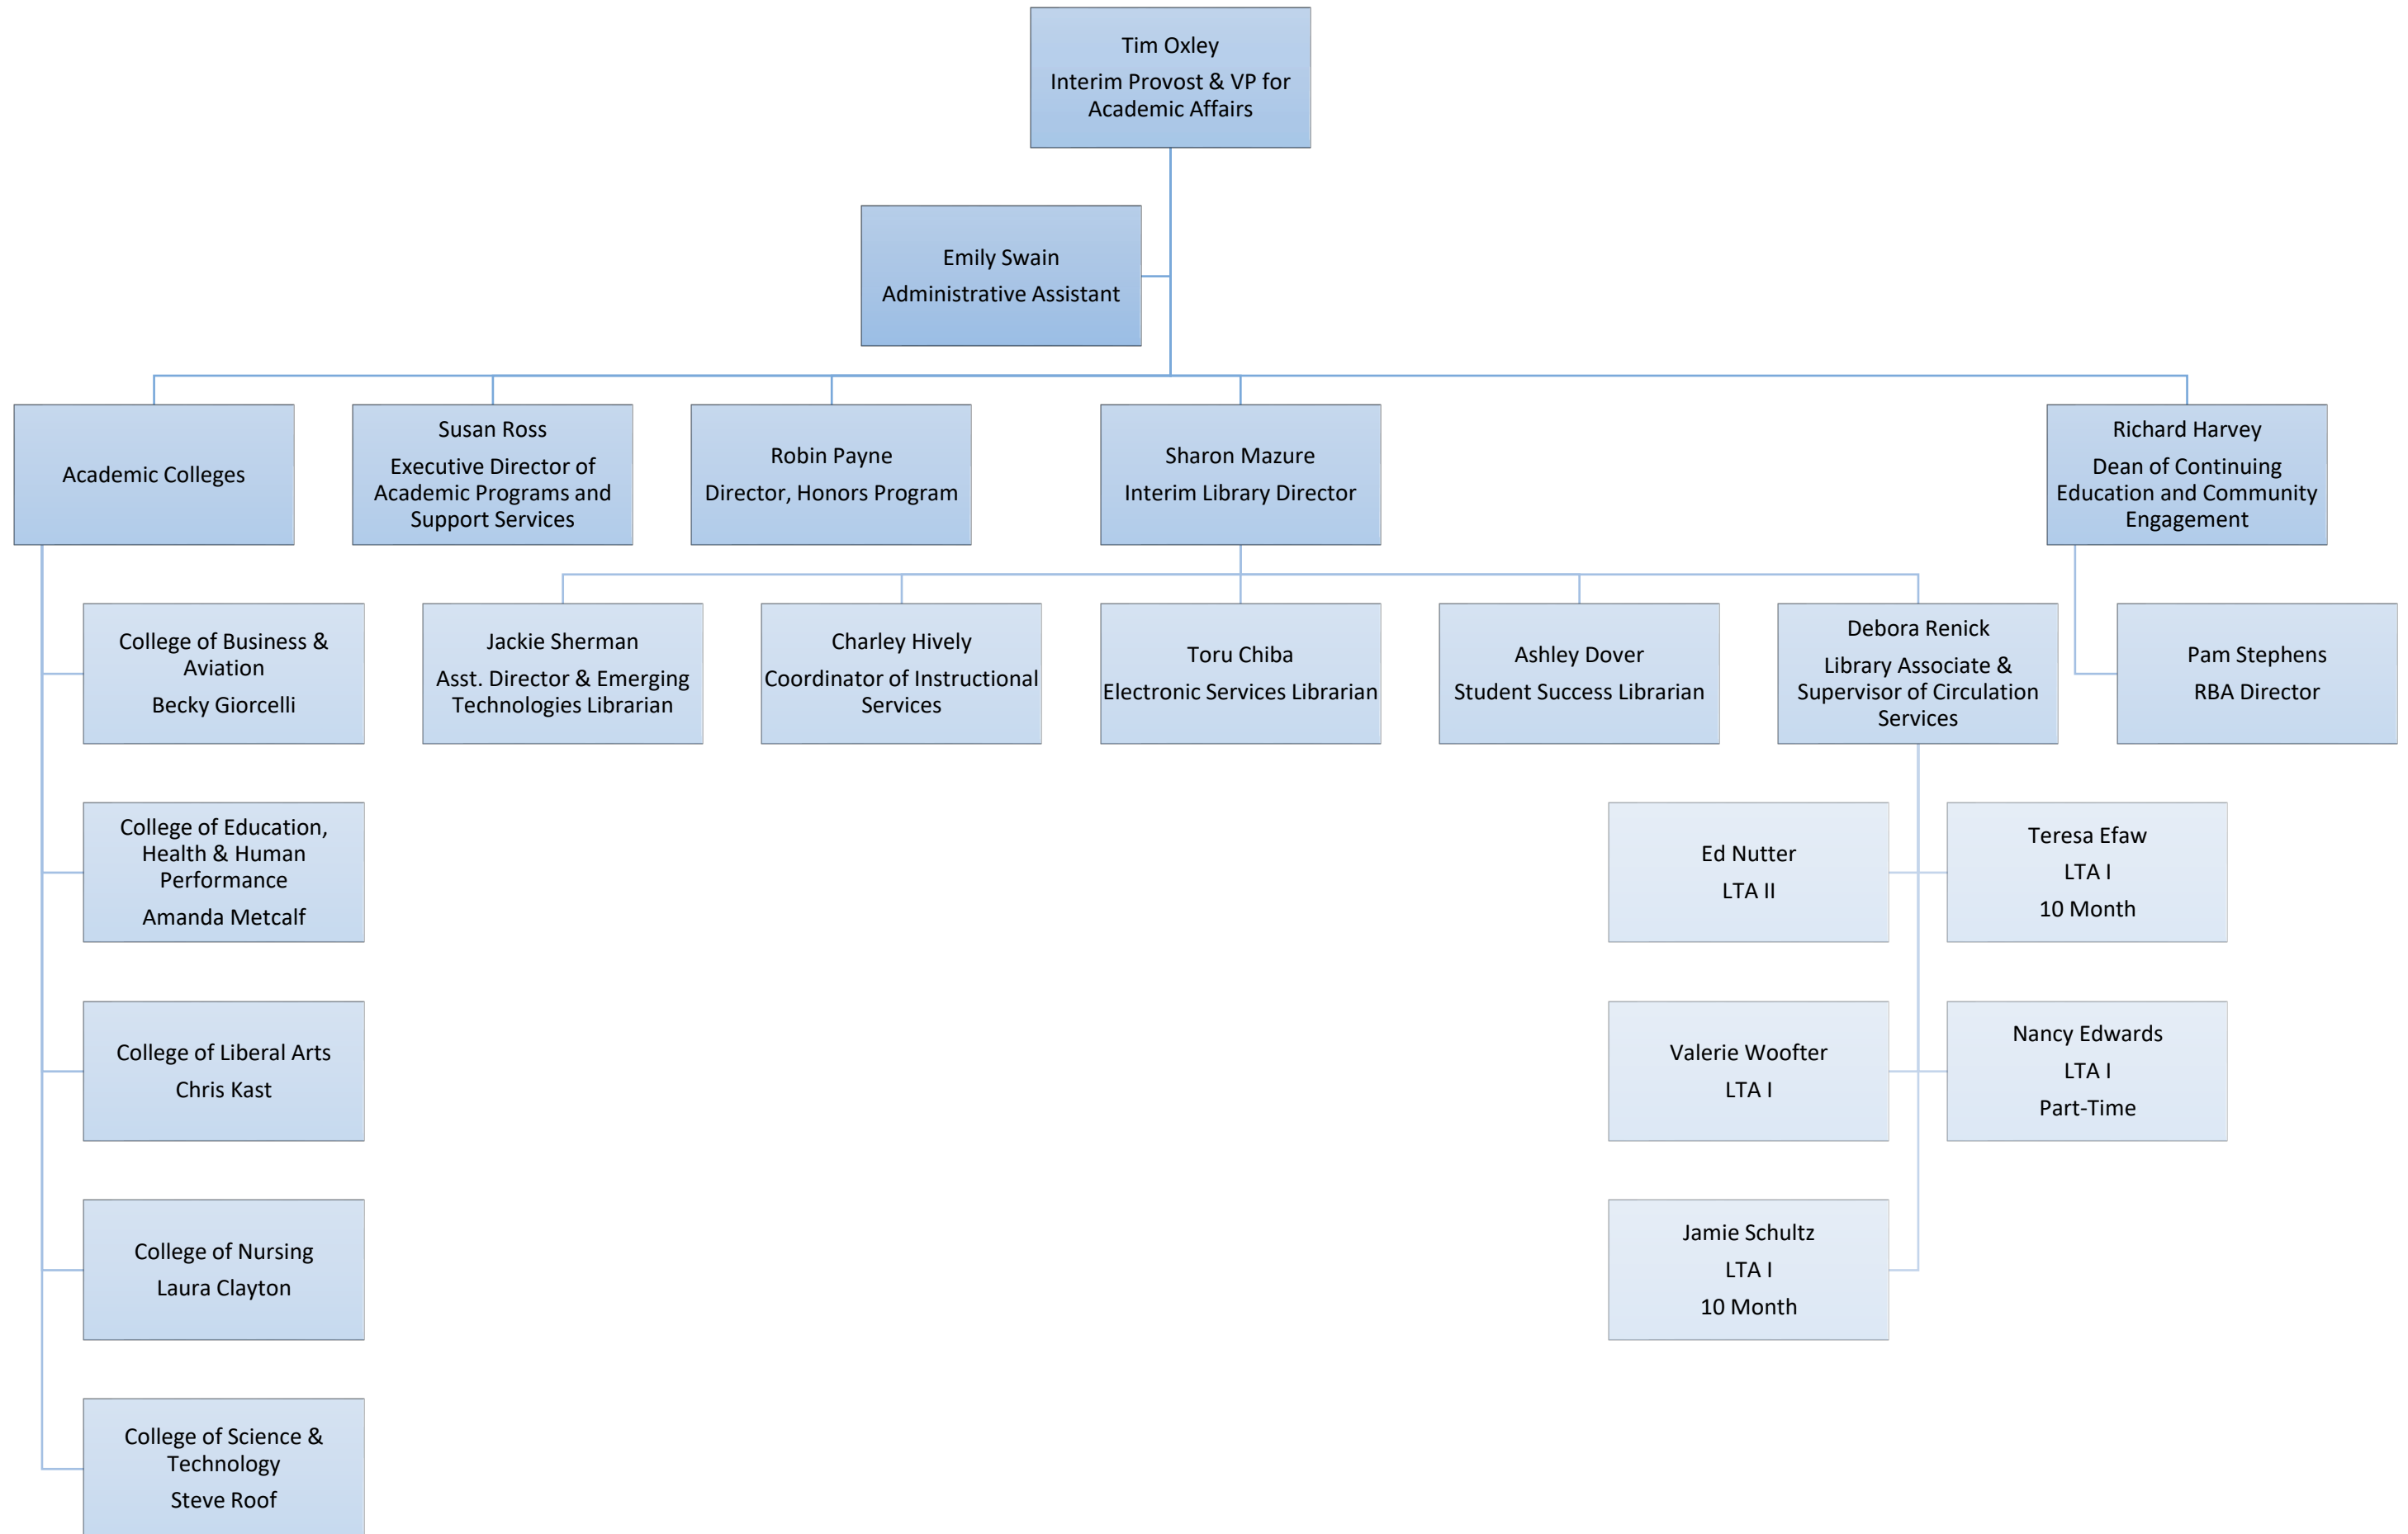 Tim Oxley
Interim Provost & VP for
Academic Affairs
Emily Swain
Administrative Assistant
Academic Colleges
Susan Ross
Executive Director of
Academic Programs and
Support Services
Robin Payne
Director, Honors Program
Sharon Mazure
Interim Library Director
Richard Harvey
Dean of Continuing
Education and Community
Engagement
College of Business &
Aviation
Becky Giorcelli
Jackie Sherman
Asst. Director & Emerging
Technologies Librarian
Charley Hively
Coordinator of Instructional
Services
Toru Chiba
Electronic Services Librarian
Ashley Dover
Student Success Librarian
Debora Renick
Library Associate &
Supervisor of Circulation
Services
Pam Stephens
RBA Director
College of Education,
Health & Human
Performance
Amanda Metcalf
Ed Nutter
LTA II
Teresa Efaw
LTA I
10 Month
College of Liberal Arts
Chris Kast
Valerie Woofter
LTA I
Nancy Edwards
LTA I
Part-Time
College of Nursing
Laura Clayton
Jamie Schultz
LTA I
10 Month
College of Science &
Technology
Steve Roof